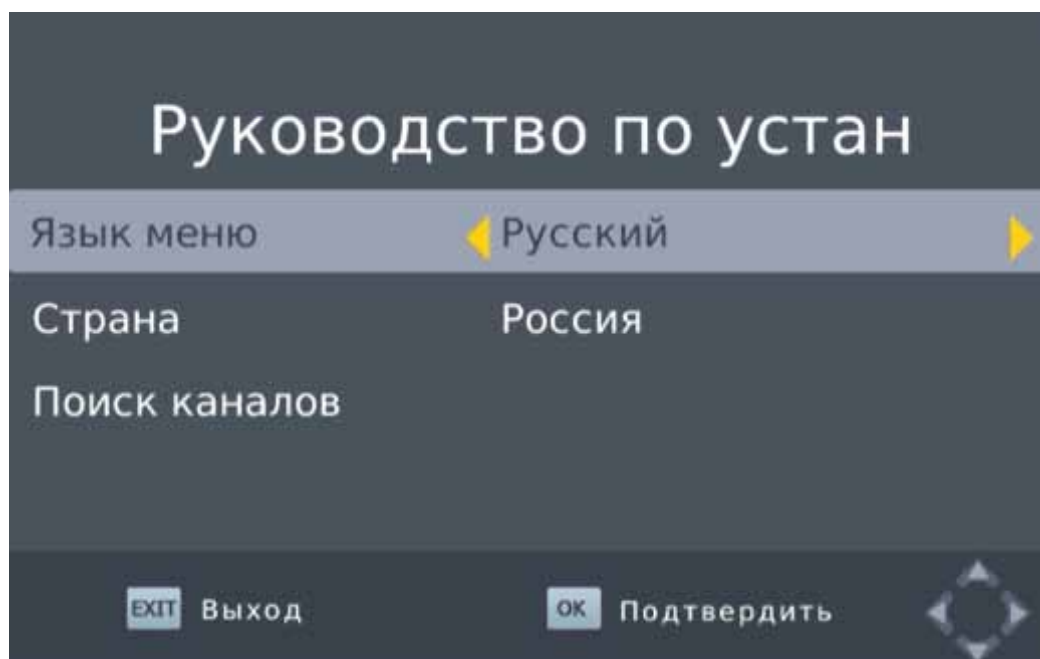 Руководство по устан
Язык меню Русский
Страна Россия
Поиск каналов
EXIT Выход OK Подтвердить